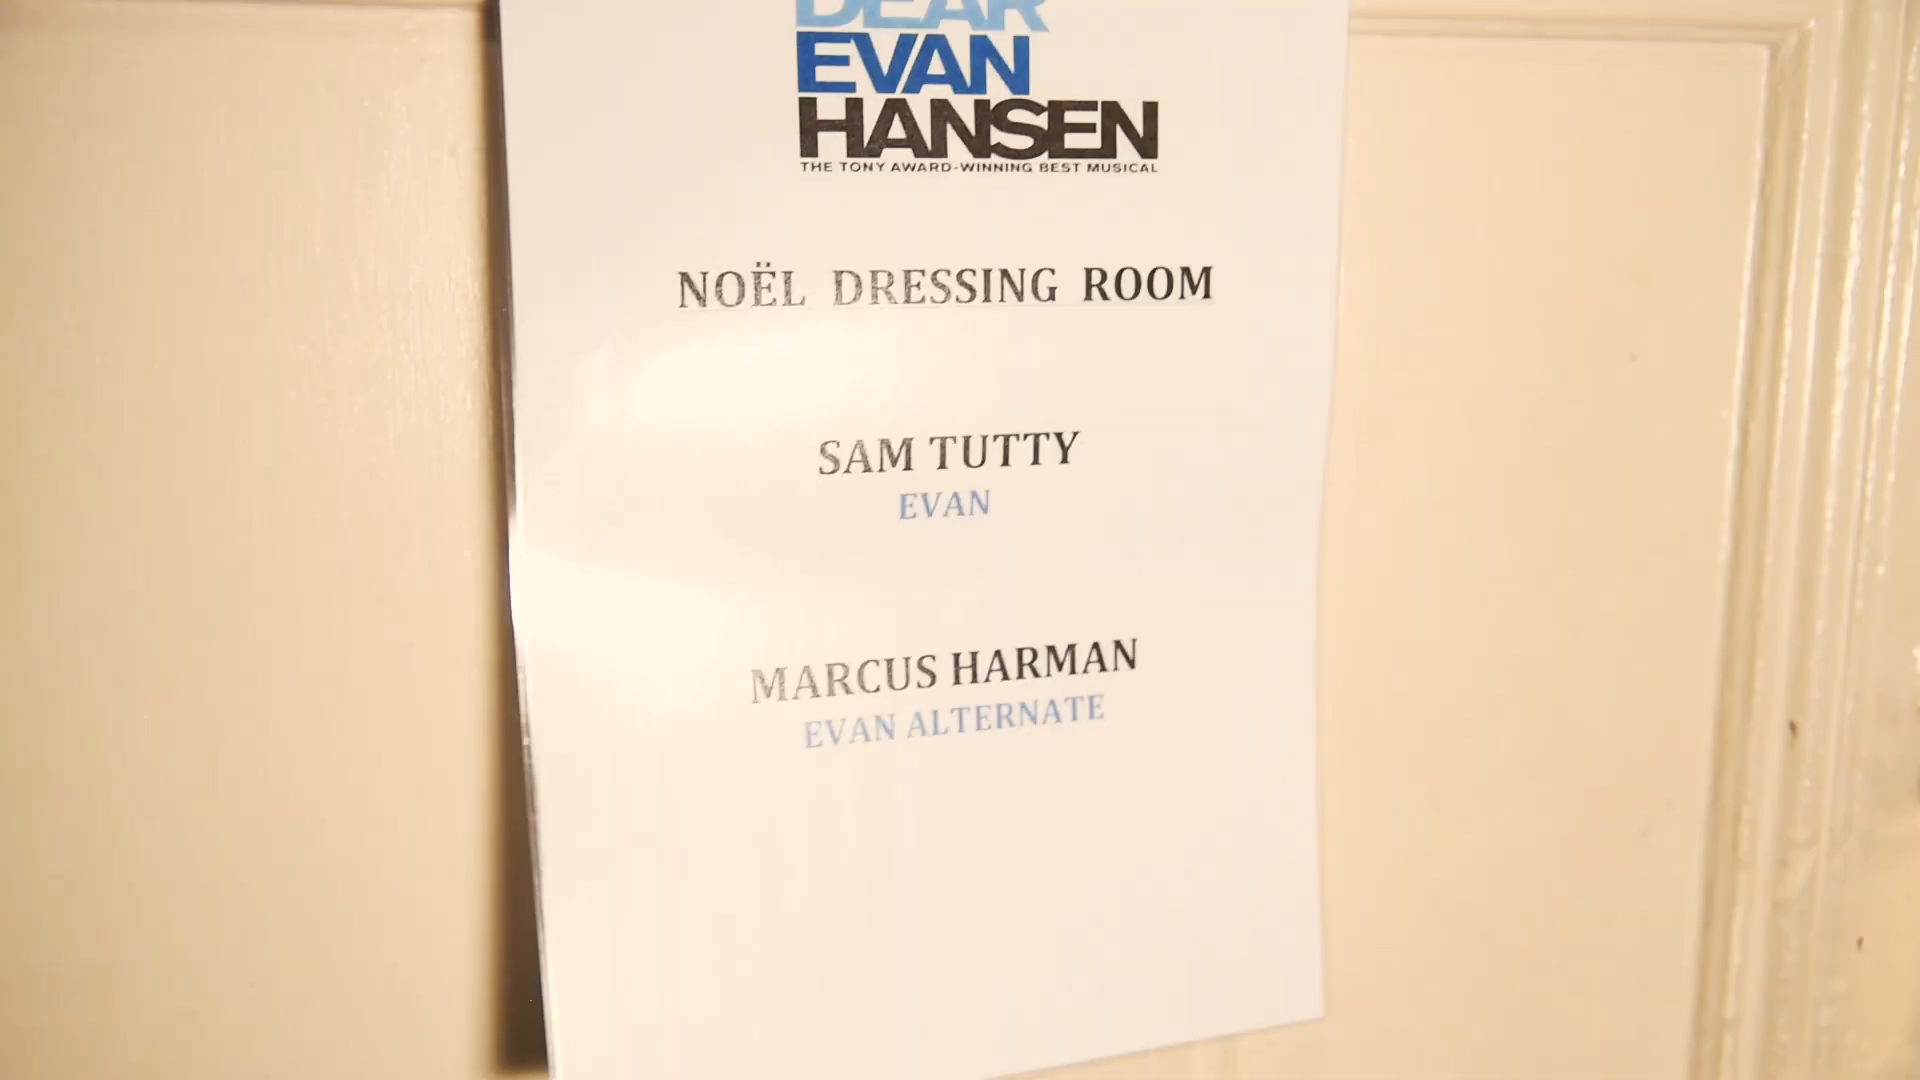 DEAR
EVAN
HANSEN
THE TONY AWARD-WINNING BEST MUSICAL
NOËL DRESSING ROOM
SAM TUTTY
EVAN
MARCUS HARMAN
EVAN ALTERNATE